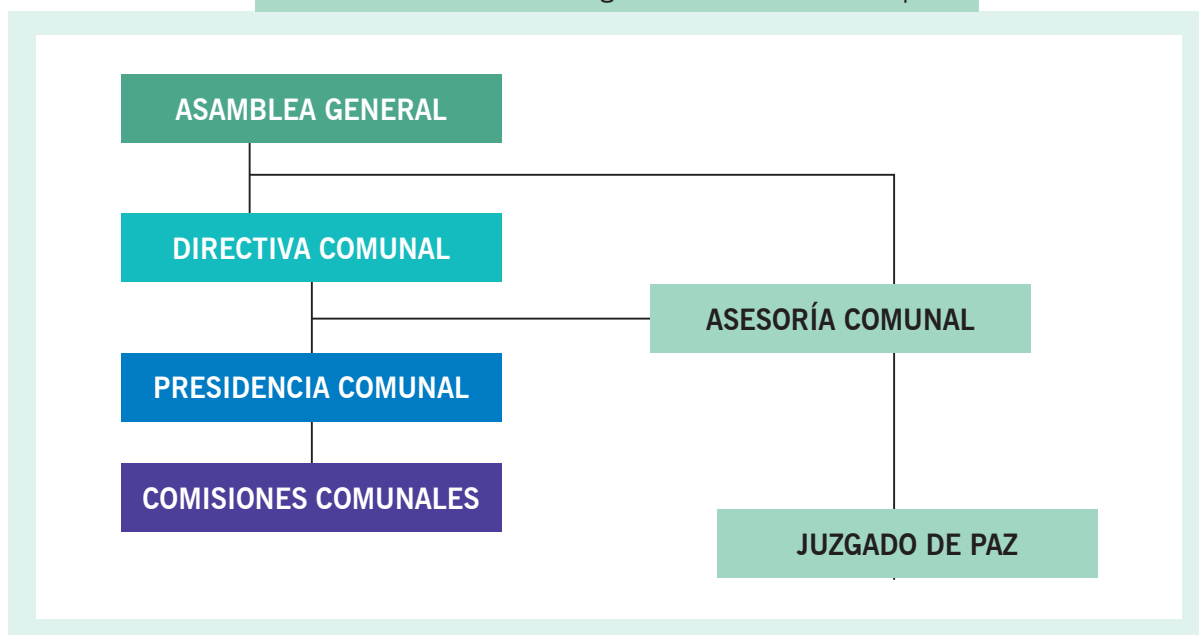 ASAMBLEA GENERAL
DIRECTIVA COMUNAL
ASESORÍA COMUNAL
PRESIDENCIA COMUNAL
COMISIONES COMUNALES
JUZGADO DE PAZ